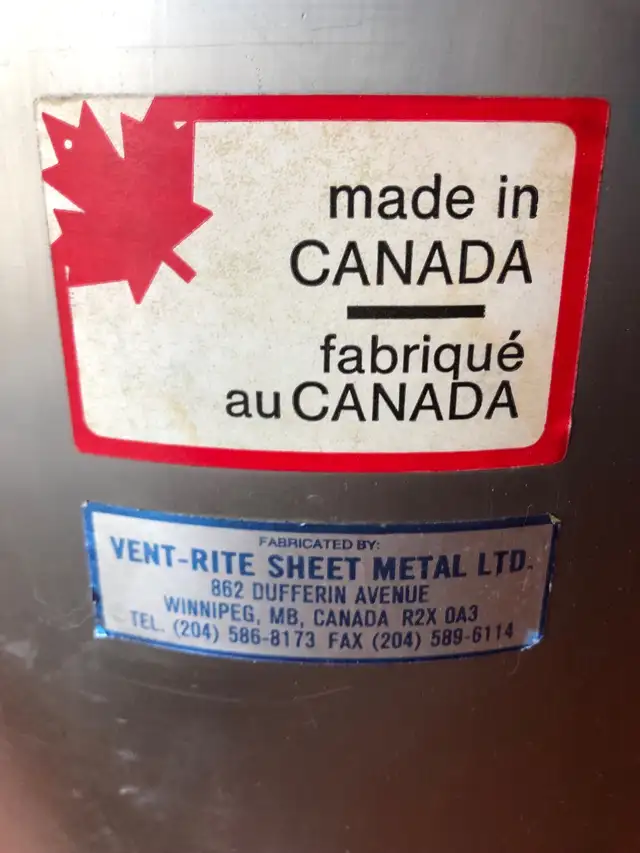 made in
CANADA
fabriqué
au CANADA
FABRICATED BY:
VENT-RITE SHEET METAL LTD.
862 DUFFERIN AVENUE
WINNIPEG, MB, CANADA R2X 0A3
TEL. (204) 586-8173 FAX (204) 589-6114